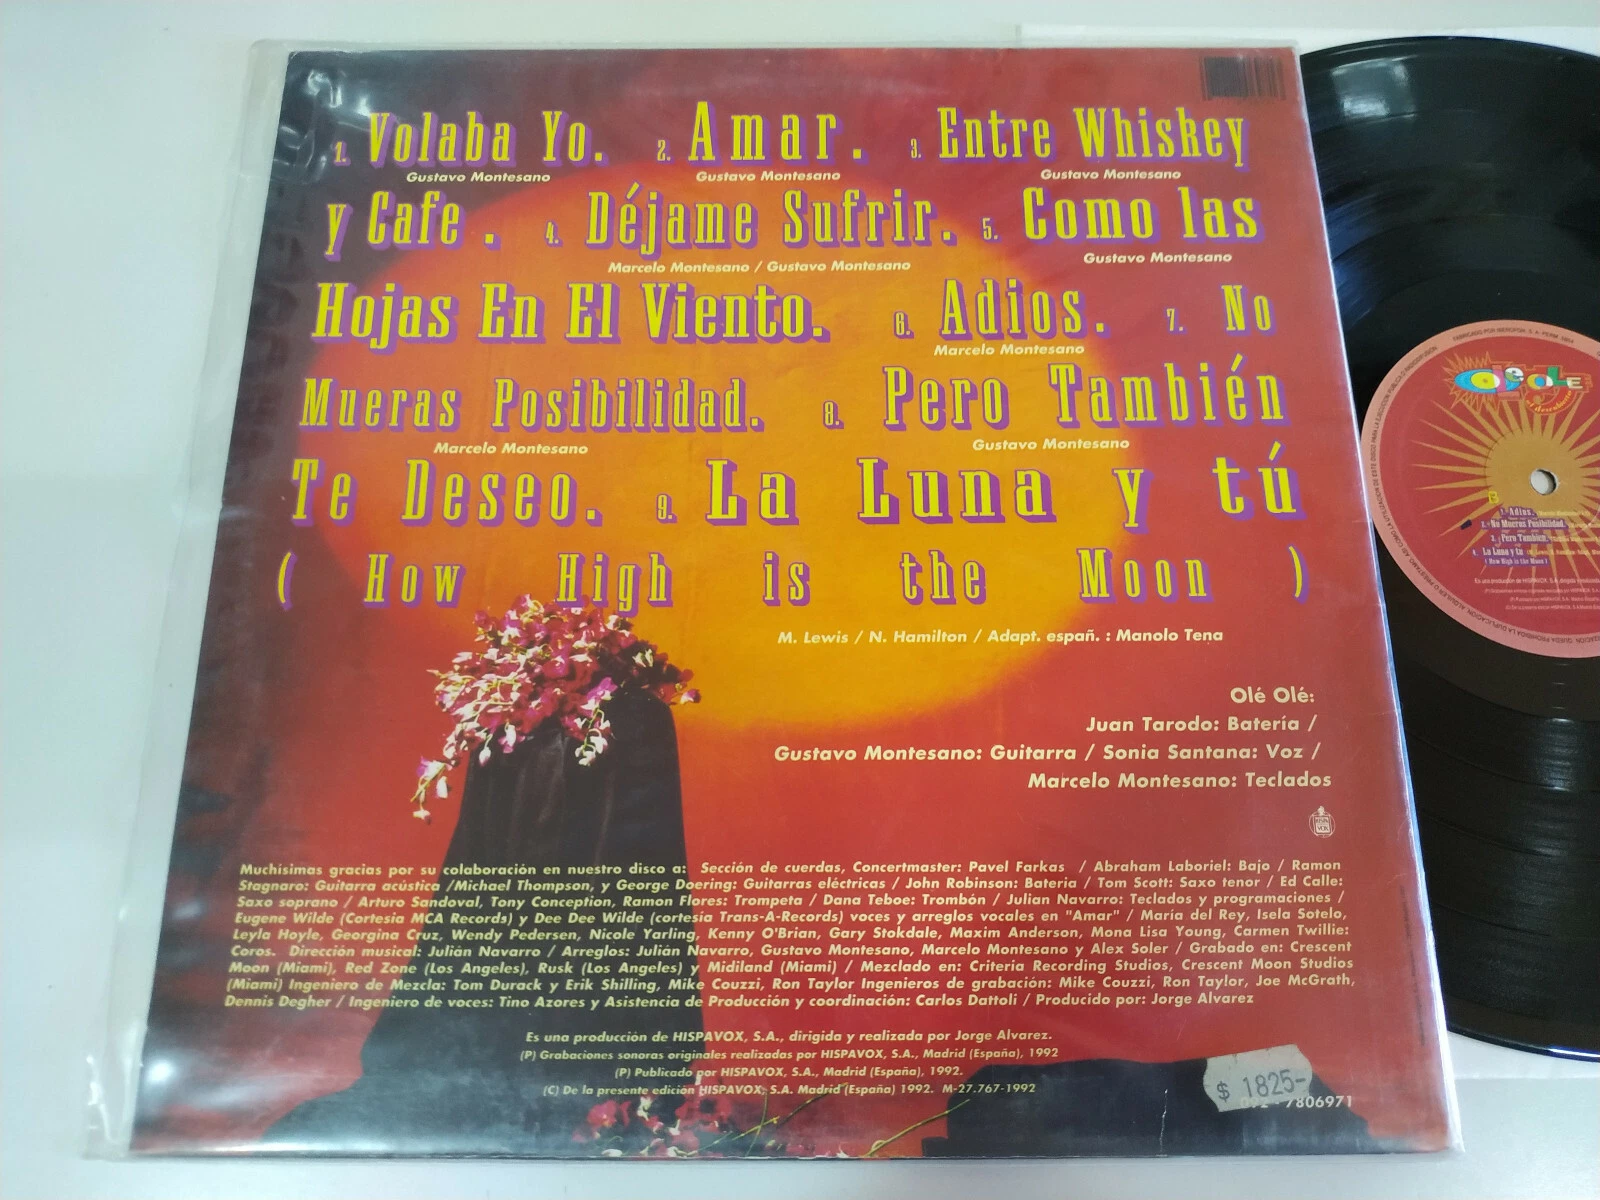 1. Volaba Yo. 2. Amar. 3. Entre Whiskey
Gustavo Montesano Gustavo Montesano Gustavo Montesano
y Cafe. 4. Déjame Sufrir. 5. Como las
Marcelo Montesano / Gustavo Montesano Gustavo Montesano
Hojas En El Viento. 6. Adios. 7. No
Marcelo Montesano
Mueras Posibilidad. 8. Pero También
Marcelo Montesano Gustavo Montesano
Te Deseo. 9. La Luna y tú
( How High is the Moon )
M. Lewis / N. Hamilton / Adapt. españ. : Manolo Tena
Olé Olé:
Juan Tarodo: Batería /
Gustavo Montesano: Guitarra / Sonia Santana: Voz /
Marcelo Montesano: Teclados
HISPAVOX
Muchísimas gracias por su colaboración en nuestro disco a: Sección de cuerdas, Concertmaster: Pavel Farkas / Abraham Laboriel: Bajo / Ramon
Stagnaro: Guitarra acústica /Michael Thompson, y George Doering: Guitarras eléctricas / John Robinson: Bateria / Tom Scott: Saxo tenor / Ed Calle:
Saxo soprano / Arturo Sandoval, Tony Conception, Ramon Flores: Trompeta / Dana Teboe: Trombón / Julian Navarro: Teclados y programaciones /
Eugene Wilde (Cortesia MCA Records) y Dee Dee Wilde (cortesía Trans-A-Records) voces y arreglos vocales en "Amar" / María del Rey, Isela Sotelo,
Leyla Hoyle, Georgina Cruz, Wendy Pedersen, Nicole Yarling, Kenny O'Brian, Gary Stokdale, Maxim Anderson, Mona Lisa Young, Carmen Twillie:
Coros. Dirección musical: Julián Navarro / Arreglos: Julián Navarro, Gustavo Montesano, Marcelo Montesano y Alex Soler / Grabado en: Crescent
Moon (Miami), Red Zone (Los Angeles), Rusk (Los Angeles) y Midiland (Miami) / Mezclado en: Criteria Recording Studios, Crescent Moon Studios
(Miami) Ingeniero de Mezcla: Tom Durack y Erik Shilling, Mike Couzzi, Ron Taylor Ingenieros de grabación: Mike Couzzi, Ron Taylor, Joe McGrath,
Dennis Degher / Ingeniero de voces: Tino Azores y Asistencia de Producción y coordinación: Carlos Dattoli / Producido por: Jorge Alvarez
Es una producción de HISPAVOX, S.A., dirigida y realizada por Jorge Alvarez.
(P) Grabaciones sonoras originales realizadas por HISPAVOX, S.A., Madrid (España), 1992
(P) Publicado por HISPAVOX, S.A., Madrid (España), 1992.
(C) De la presente edición HISPAVOX, S.A. Madrid (España) 1992. M-27.767-1992
$ 1825-
7806971
OLE OLE
1. Adios.
2. No Mueras Posibilidad.
3. Pero También
4. La Luna y tu
( How High is the Moon )